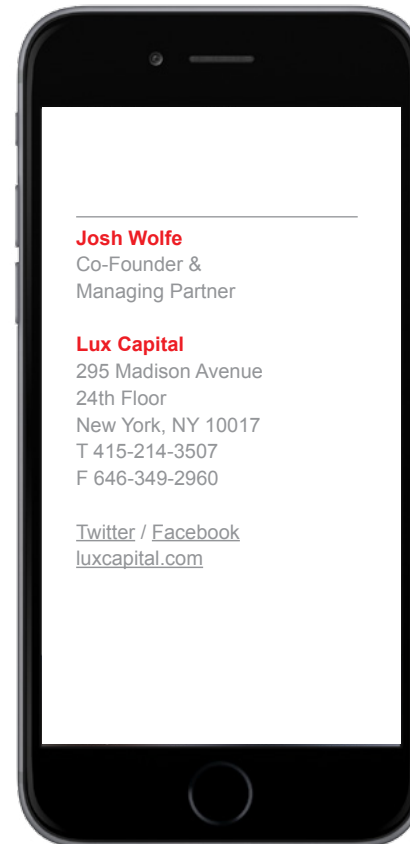 Josh Wolfe
Co-Founder &
Managing Partner
Lux Capital
295 Madison Avenue
24th Floor
New York, NY 10017
T 415-214-3507
F 646-349-2960
Twitter / Facebook
luxcapital.com